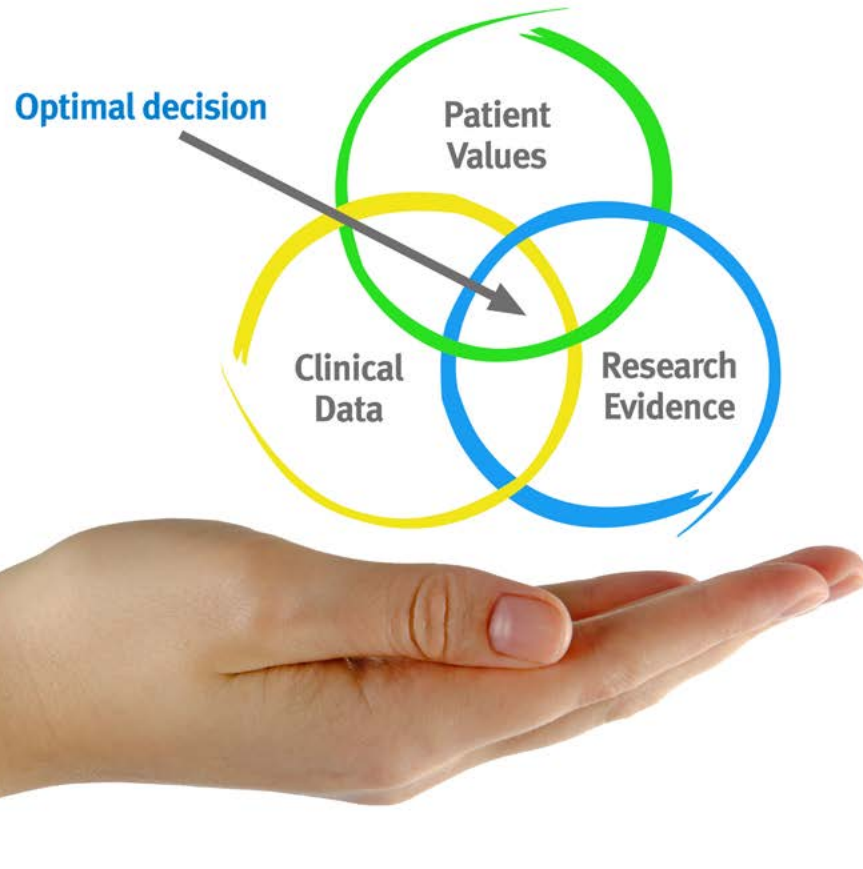 Optimal decision
Patient
Values
Clinical
Data
Research
Evidence